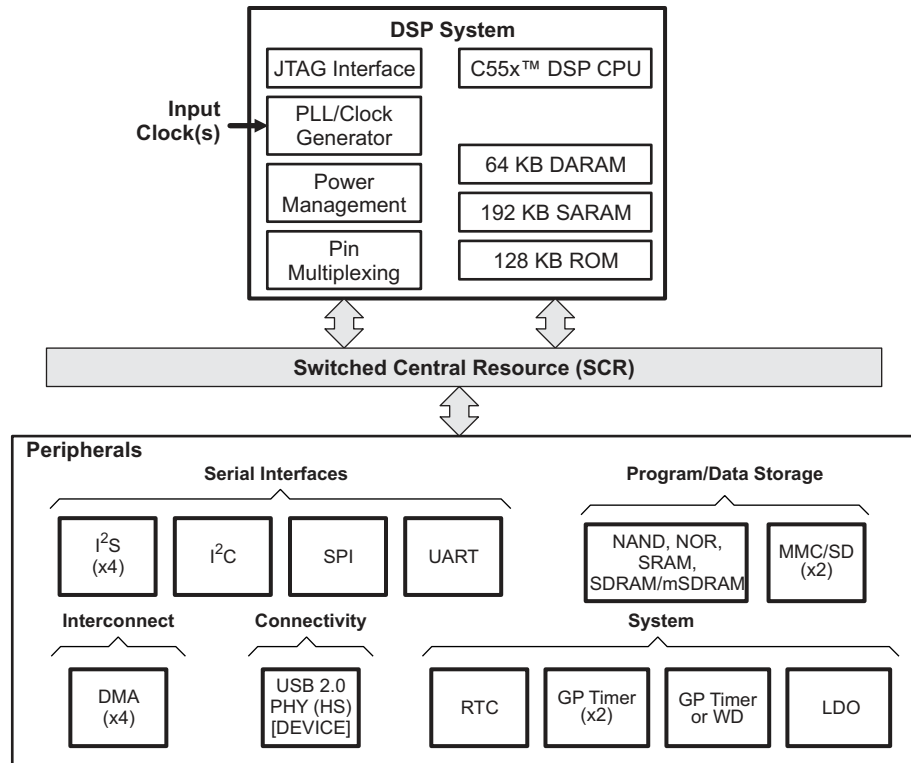 DSP System
JTAG Interface
C55x™ DSP CPU
Input
Clock(s)
PLL/Clock
Generator
64 KB DARAM
Power
Management
192 KB SARAM
Pin
Multiplexing
128 KB ROM
Switched Central Resource (SCR)
Peripherals
Serial Interfaces
Program/Data Storage
I²S
(x4)
I²C
SPI
UART
NAND, NOR,
SRAM,
SDRAM/mSDRAM
MMC/SD
(x2)
Interconnect
Connectivity
System
DMA
(x4)
USB 2.0
PHY (HS)
[DEVICE]
RTC
GP Timer
(x2)
GP Timer
or WD
LDO